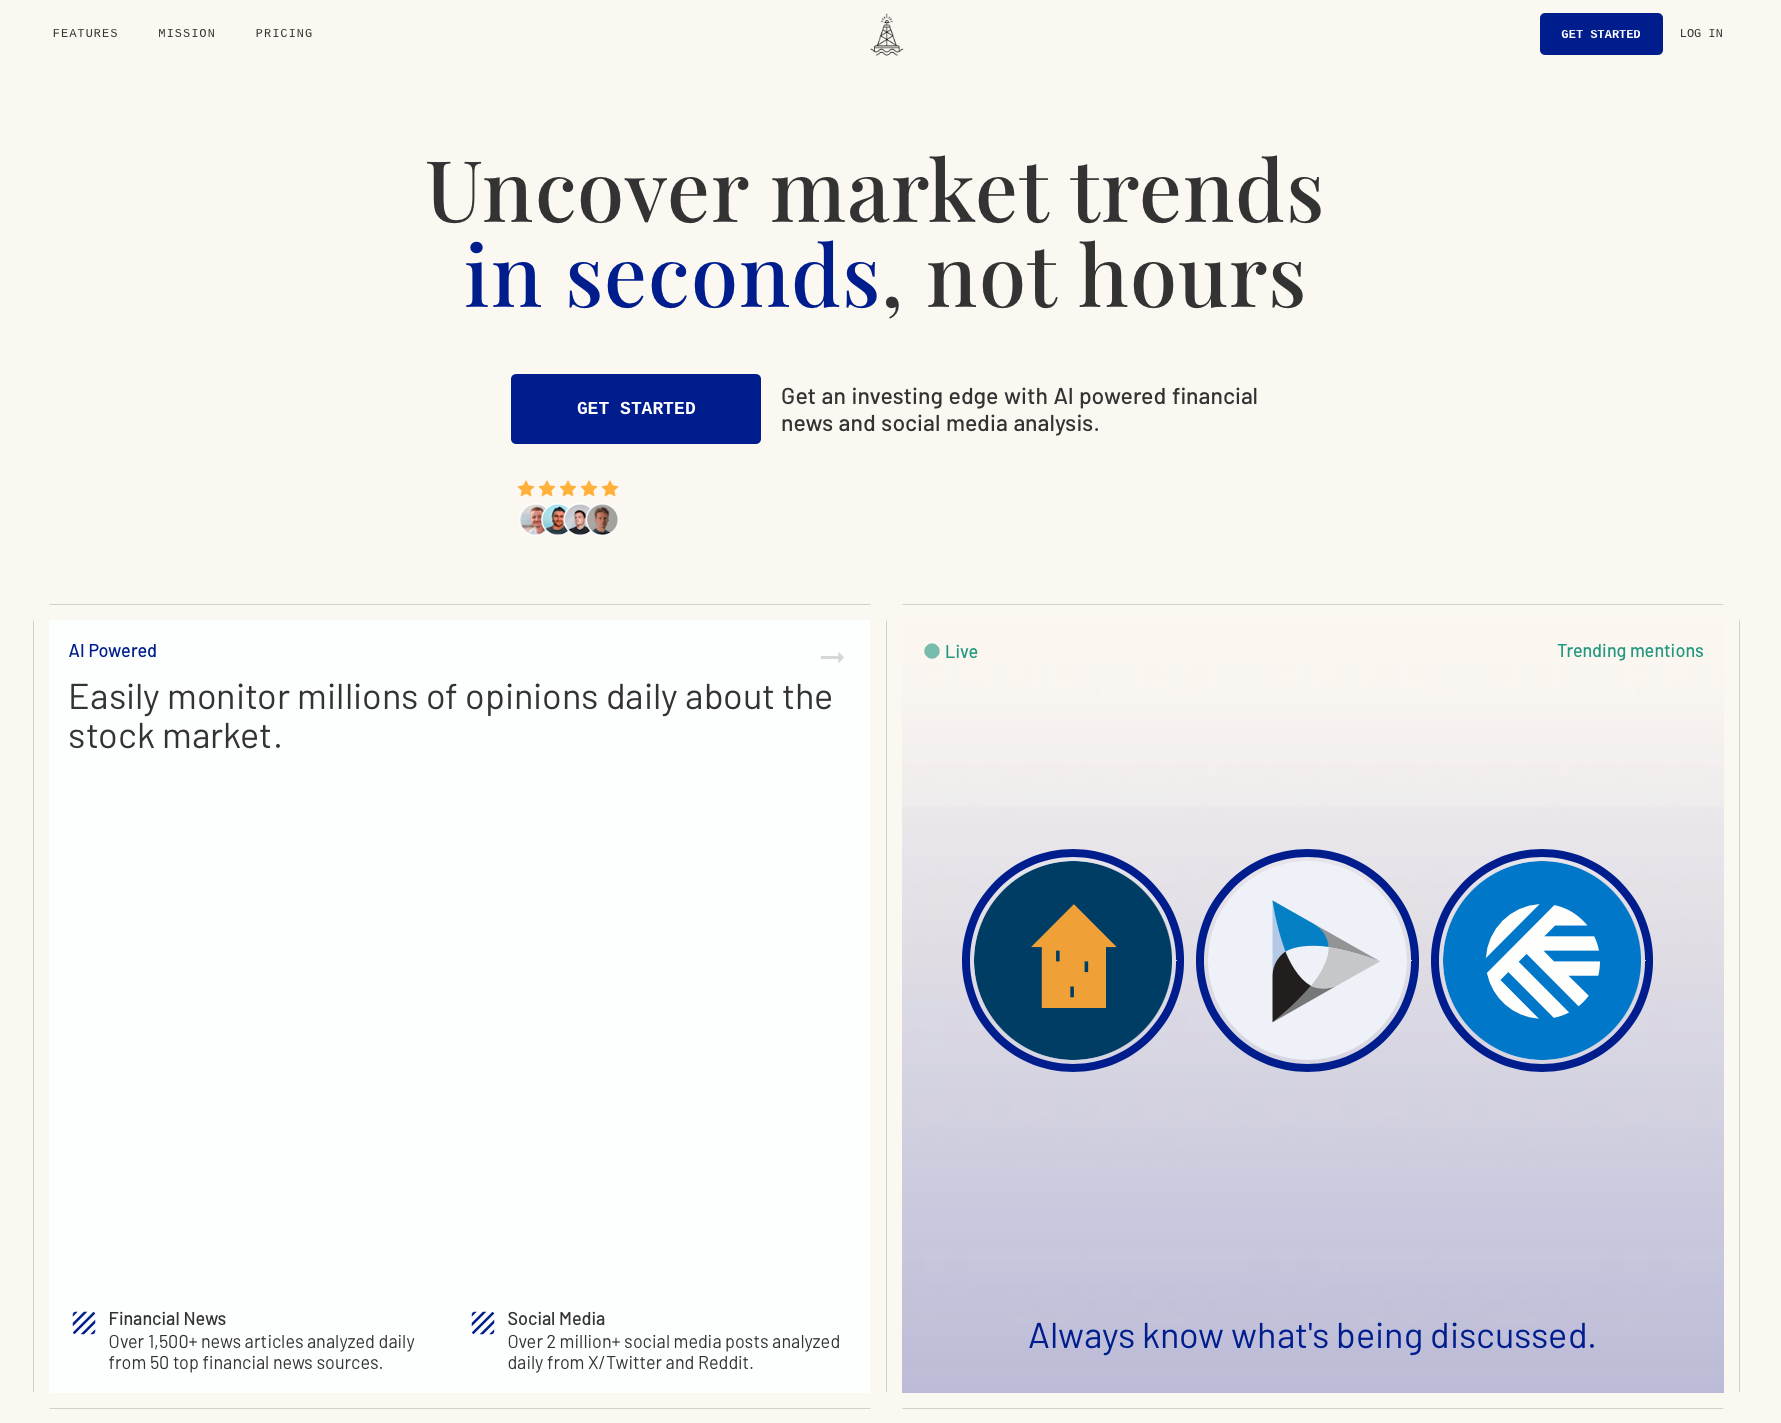 FEATURES
MISSION
PRICING
GET STARTED
LOG IN
Uncover market trends
in seconds, not hours
GET STARTED
Get an investing edge with AI powered financial
news and social media analysis.
AI Powered
Easily monitor millions of opinions daily about the
stock market.
Financial News
Over 1,500+ news articles analyzed daily
from 50 top financial news sources.
Social Media
Over 2 million+ social media posts analyzed
daily from X/Twitter and Reddit.
Live
Trending mentions
Always know what's being discussed.